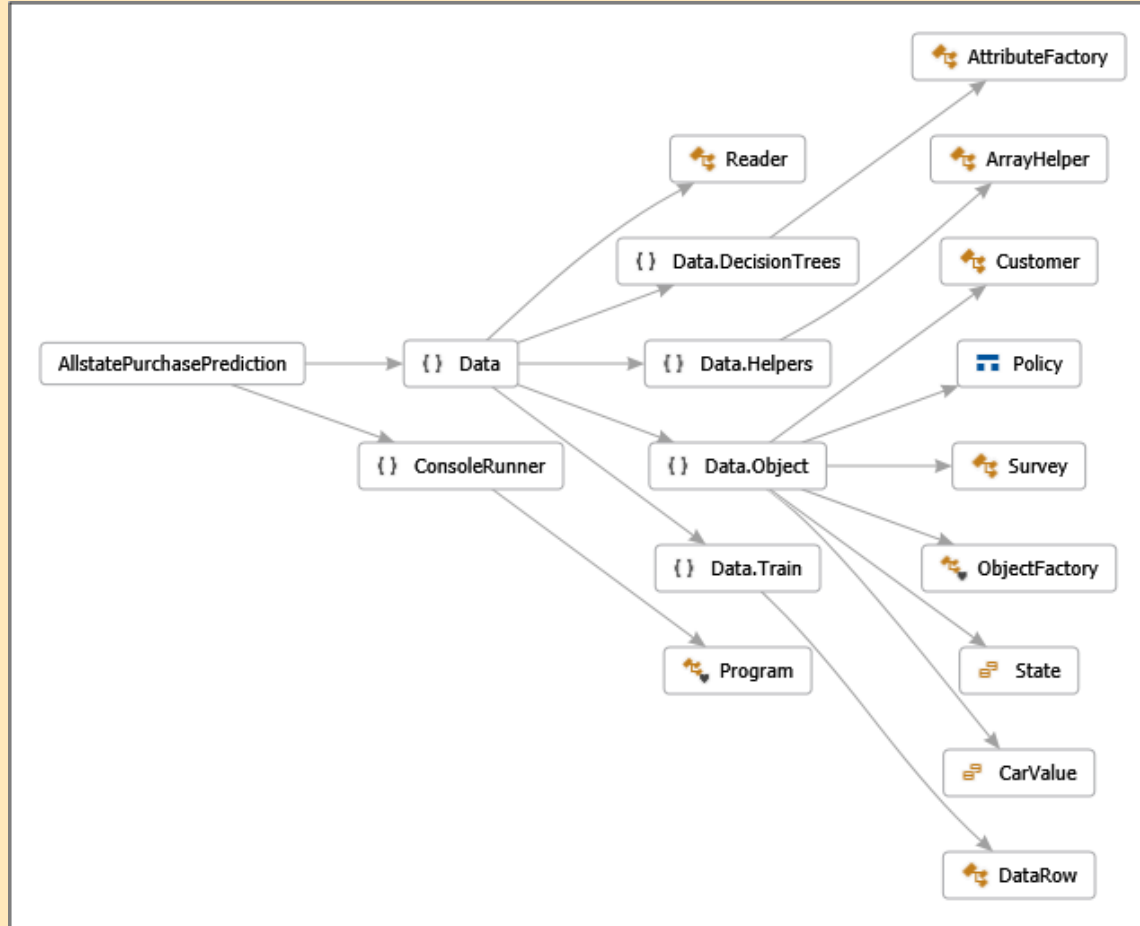 AttributeFactory
Reader
ArrayHelper
{ } Data.DecisionTrees
Customer
AllstatePurchasePrediction
{ } Data
{ } Data.Helpers
Policy
{ } ConsoleRunner
{ } Data.Object
Survey
{ } Data.Train
ObjectFactory
Program
State
CarValue
DataRow